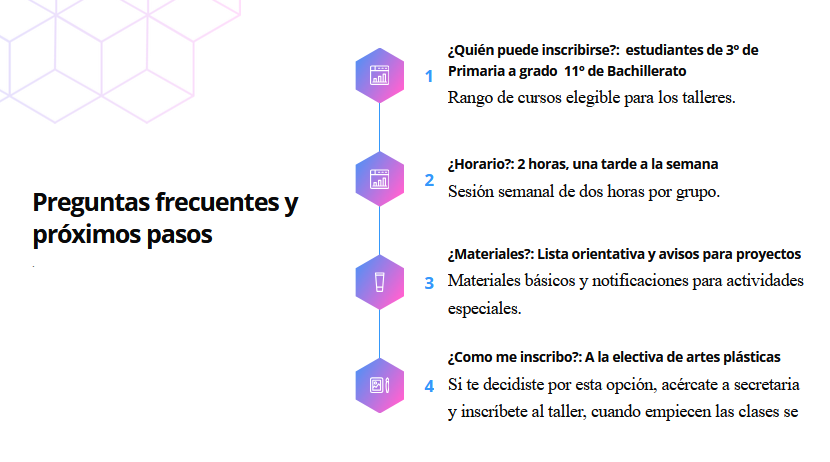 Preguntas frecuentes y
próximos pasos
.
1
¿Quién puede inscribirse?: estudiantes de 3º de
Primaria a grado 11º de Bachillerato
Rango de cursos elegible para los talleres.
2
¿Horario?: 2 horas, una tarde a la semana
Sesión semanal de dos horas por grupo.
3
¿Materiales?: Lista orientativa y avisos para proyectos
Materiales básicos y notificaciones para actividades
especiales.
4
¿Como me inscribo?: A la electiva de artes plásticas
Si te decidiste por esta opción, acércate a secretaria
y inscríbete al taller, cuando empiecen las clases se